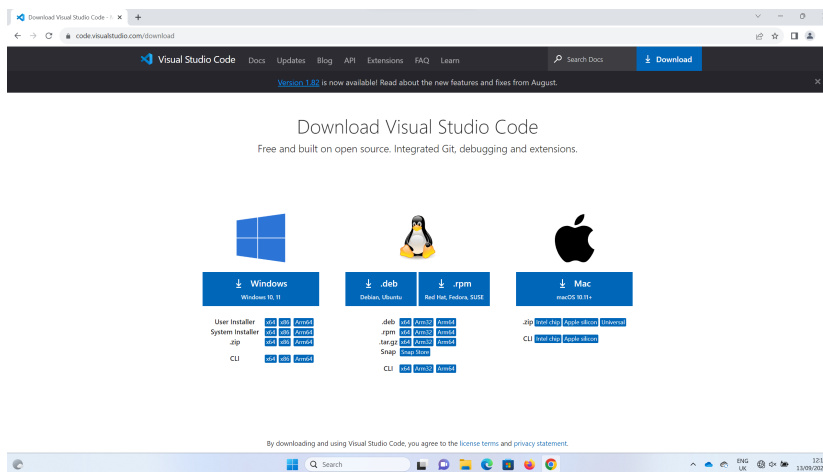 Download Visual Studio Code -
code.visualstudio.com/download
Visual Studio Code Docs Updates Blog API Extensions FAQ Learn Search Docs Download
Version 1.82 is now available! Read about the new features and fixes from August.
Download Visual Studio Code
Free and built on open source. Integrated Git, debugging and extensions.
Windows
Windows 10, 11
.deb
Debian, Ubuntu
.rpm
Red Hat, Fedora, SUSE
Mac
macOS 10.11+
User Installer x64 x86 Arm64
System Installer x64 x86 Arm64
.zip x64 x86 Arm64
CLI x64 x86 Arm64
.deb x64 Arm32 Arm64
.rpm x64 Arm32 Arm64
.tar.gz x64 Arm32 Arm64
Snap Snap Store
CLI x64 Arm32 Arm64
.zip Intel chip Apple silicon Universal
CLI Intel chip Apple silicon
By downloading and using Visual Studio Code, you agree to the license terms and privacy statement.
Search
ENG
UK
12:1
13/09/202